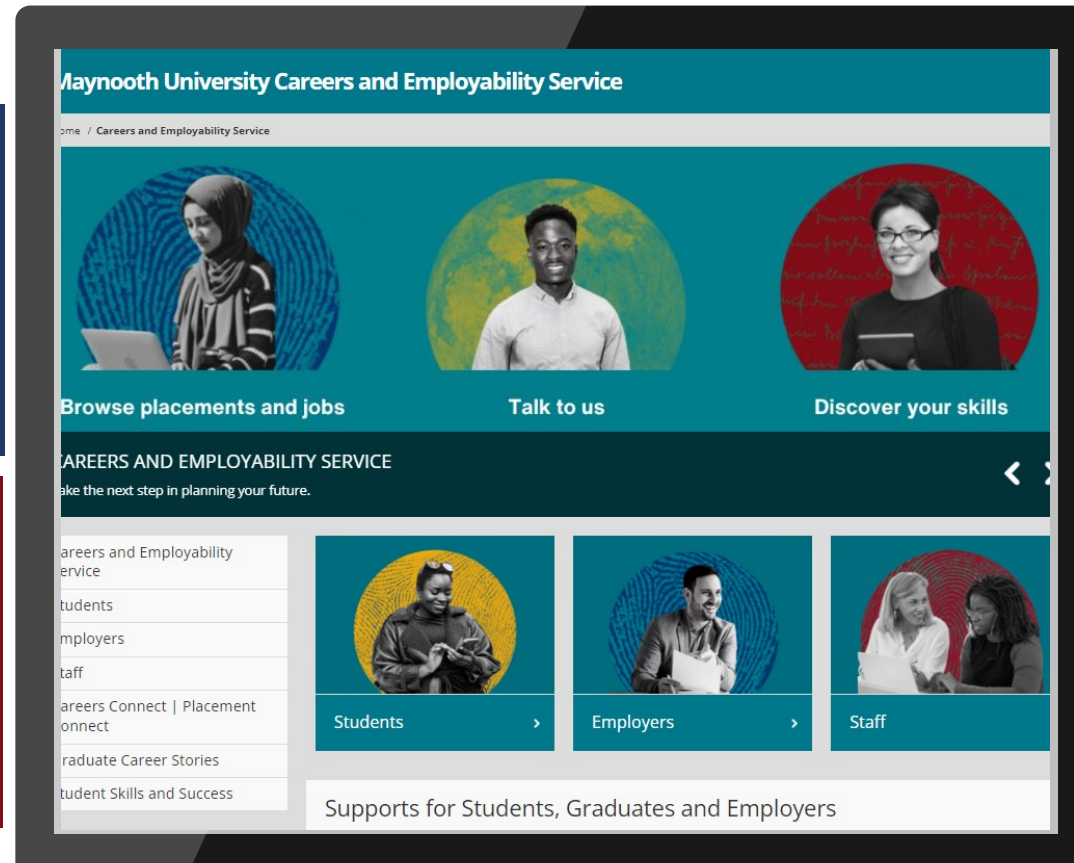 Maynooth University Careers and Employability Service
ome / Careers and Employability Service
Browse placements and jobs
Talk to us
Discover your skills
CAREERS AND EMPLOYABILITY SERVICE
ake the next step in planning your future.
areers and Employability
ervice
tudents
mployers
taff
areers Connect | Placement
onnect
raduate Career Stories
tudent Skills and Success
Students
Employers
Staff
Supports for Students, Graduates and Employers